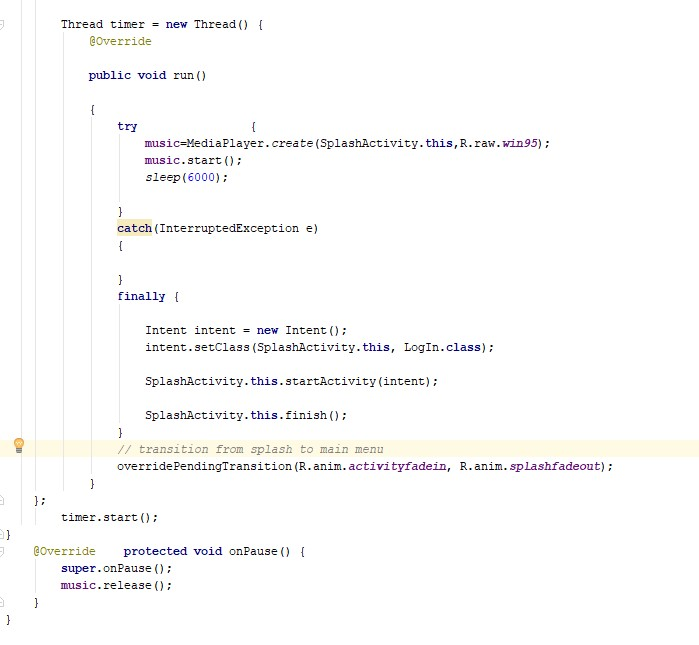 Thread timer = new Thread() {
@Override
public void run()
{
try {
music=MediaPlayer.create(SplashActivity.this,R.raw.win95);
music.start();
sleep(6000);
}
catch(InterruptedException e)
{
}
finally {
Intent intent = new Intent();
intent.setClass(SplashActivity.this, LogIn.class);
SplashActivity.this.startActivity(intent);
SplashActivity.this.finish();
}
// transition from splash to main menu
overridePendingTransition(R.anim.activityfadein, R.anim.splashfadeout);
}
};
timer.start();
}
@Override protected void onPause() {
super.onPause();
music.release();
}
}